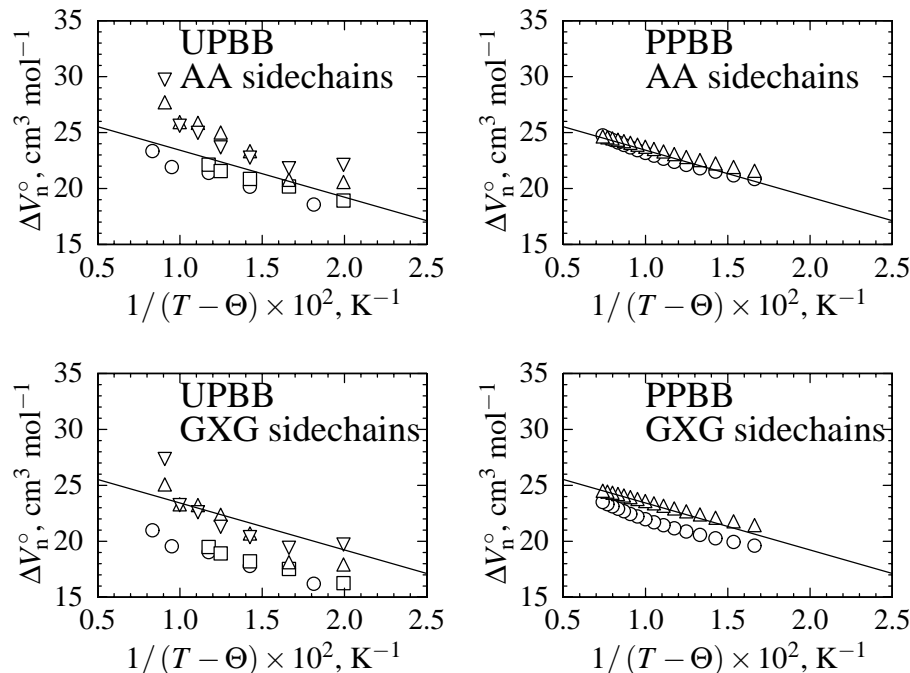 35
30
25
20
15
ΔV°ₙ, cm³ mol⁻¹
UPBB
AA sidechains
0.5 1.0 1.5 2.0 2.5
1/(T − Θ) × 10², K⁻¹
35
30
25
20
15
ΔV°ₙ, cm³ mol⁻¹
PPBB
AA sidechains
0.5 1.0 1.5 2.0 2.5
1/(T − Θ) × 10², K⁻¹
35
30
25
20
15
ΔV°ₙ, cm³ mol⁻¹
UPBB
GXG sidechains
0.5 1.0 1.5 2.0 2.5
1/(T − Θ) × 10², K⁻¹
35
30
25
20
15
ΔV°ₙ, cm³ mol⁻¹
PPBB
GXG sidechains
0.5 1.0 1.5 2.0 2.5
1/(T − Θ) × 10², K⁻¹